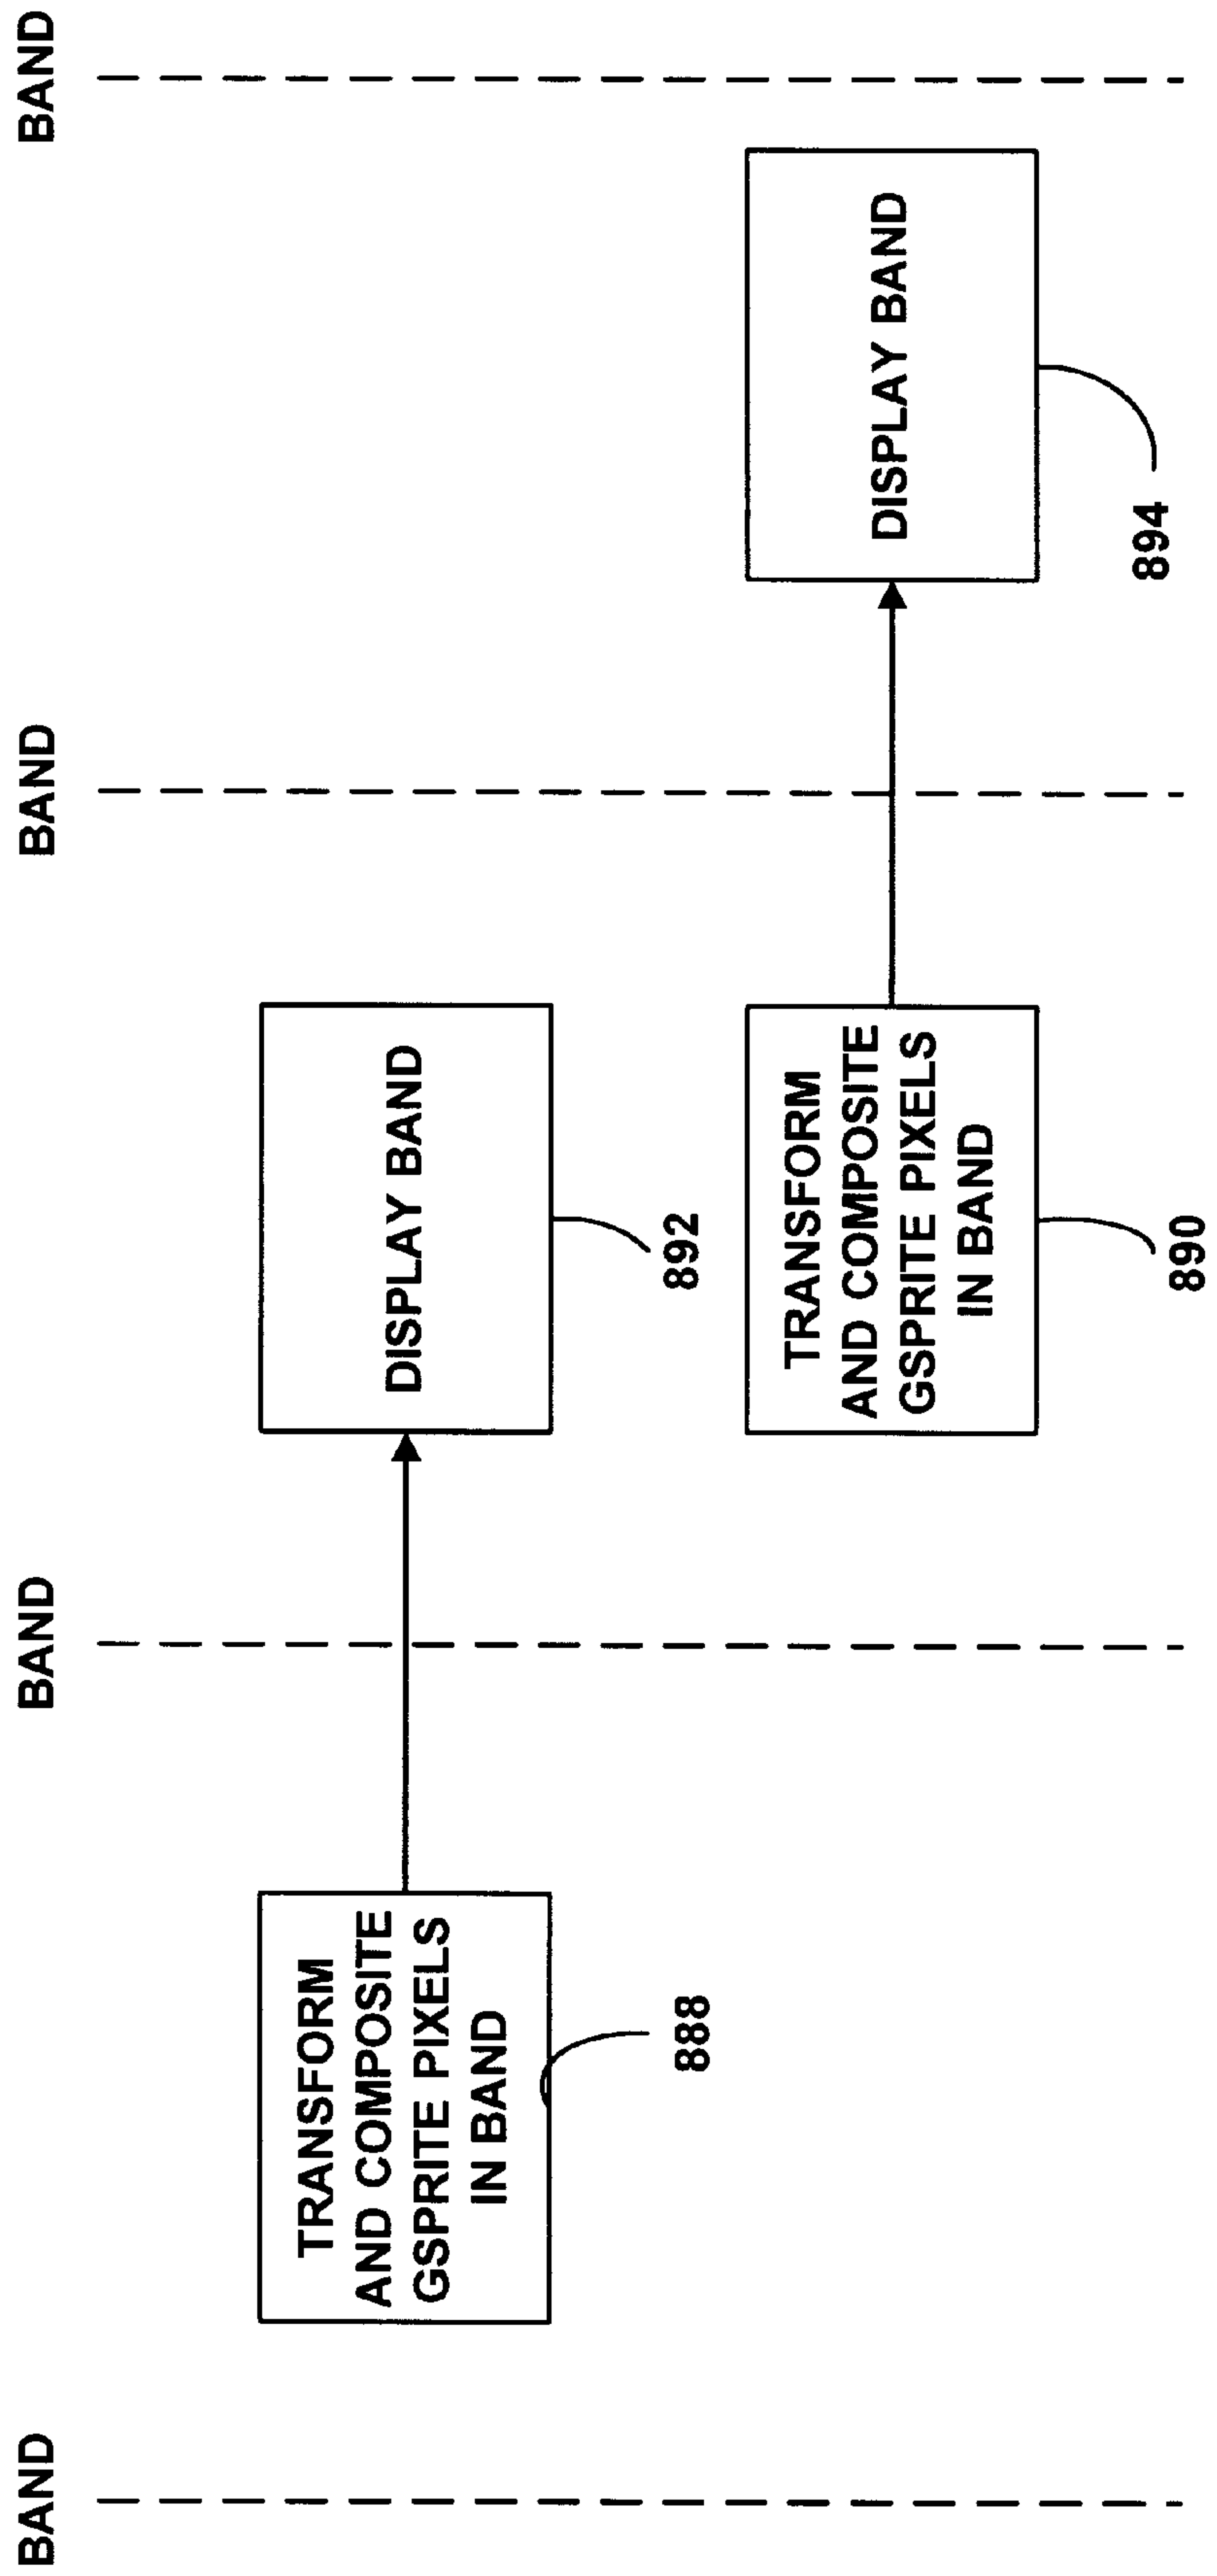 BAND
BAND
BAND
BAND
TRANSFORM
AND COMPOSITE
GSPRITE PIXELS
IN BAND
888
DISPLAY BAND
892
TRANSFORM
AND COMPOSITE
GSPRITE PIXELS
IN BAND
890
DISPLAY BAND
894